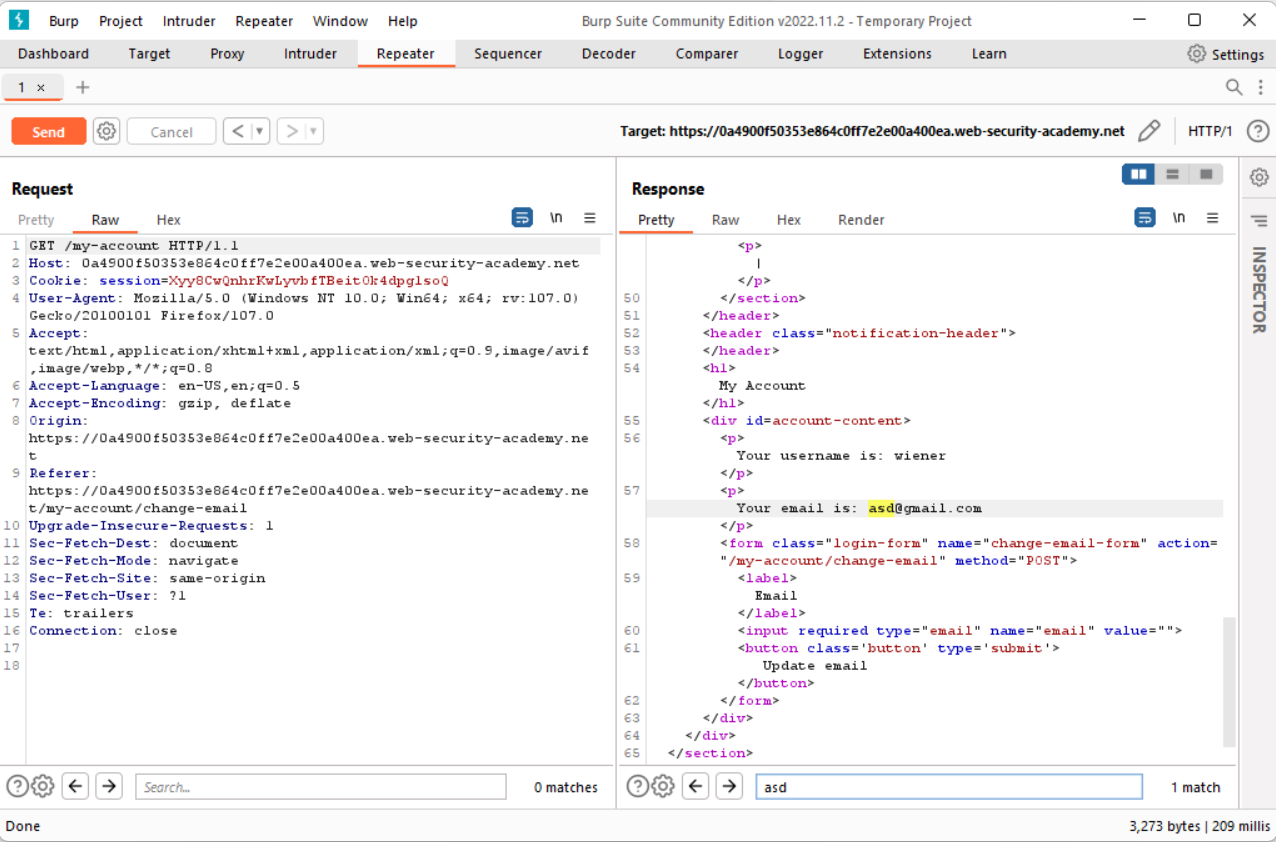 Burp Project Intruder Repeater Window Help Burp Suite Community Edition v2022.11.2 - Temporary Project
Dashboard Target Proxy Intruder Repeater Sequencer Decoder Comparer Logger Extensions Learn Settings
1 ×
Send Cancel Target: https://0a4900f50353e864c0ff7e2e00a400ea.web-security-academy.net HTTP/1
Request
Pretty Raw Hex \n
1 GET /my-account HTTP/1.1
2 Host: 0a4900f50353e864c0ff7e2e00a400ea.web-security-academy.net
3 Cookie: session=Xyy8CwQnhrKwLyvbfTBeitOk4dpglsoQ
4 User-Agent: Mozilla/5.0 (Windows NT 10.0; Win64; x64; rv:107.0)
Gecko/20100101 Firefox/107.0
5 Accept:
text/html,application/xhtml+xml,application/xml;q=0.9,image/avif
,image/webp,*/*;q=0.8
6 Accept-Language: en-US,en;q=0.5
7 Accept-Encoding: gzip, deflate
8 Origin:
https://0a4900f50353e864c0ff7e2e00a400ea.web-security-academy.ne
t
9 Referer:
https://0a4900f50353e864c0ff7e2e00a400ea.web-security-academy.ne
t/my-account/change-email
10 Upgrade-Insecure-Requests: 1
11 Sec-Fetch-Dest: document
12 Sec-Fetch-Mode: navigate
13 Sec-Fetch-Site: same-origin
14 Sec-Fetch-User: ?1
15 Te: trailers
16 Connection: close
17
18
Search... 0 matches
Response
Pretty Raw Hex Render \n
<p>
|
</p>
50 </section>
51 </header>
52 <header class="notification-header">
53 </header>
54 <h1>
My Account
</h1>
55 <div id=account-content>
56 <p>
Your username is: wiener
</p>
57 <p>
Your email is: asd@gmail.com
</p>
58 <form class="login-form" name="change-email-form" action=
"/my-account/change-email" method="POST">
59 <label>
Email
</label>
60 <input required type="email" name="email" value="">
61 <button class='button' type='submit'>
Update email
</button>
62 </form>
63 </div>
64 </div>
65 </section>
asd 1 match
INSPECTOR
Done 3,273 bytes | 209 millis